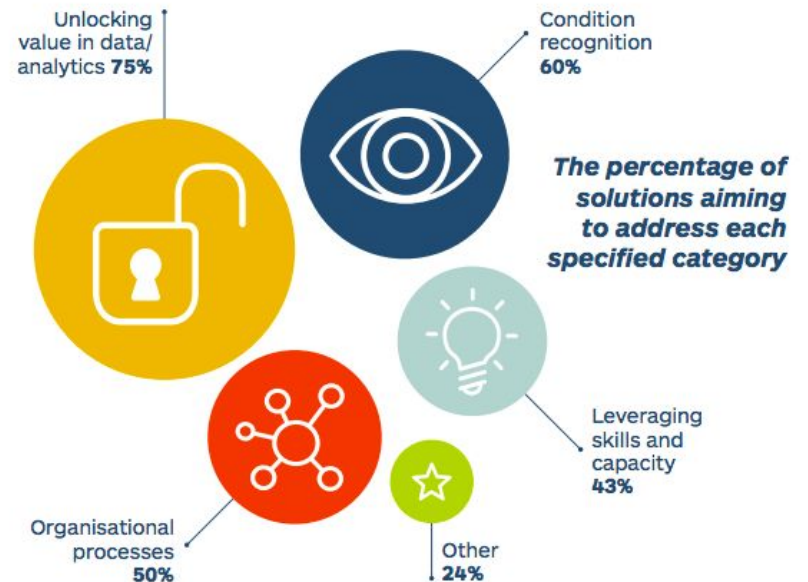 Unlocking
value in data/
analytics 75%
Condition
recognition
60%
The percentage of
solutions aiming
to address each
specified category
Leveraging
skills and
capacity
43%
Organisational
processes
50%
Other
24%